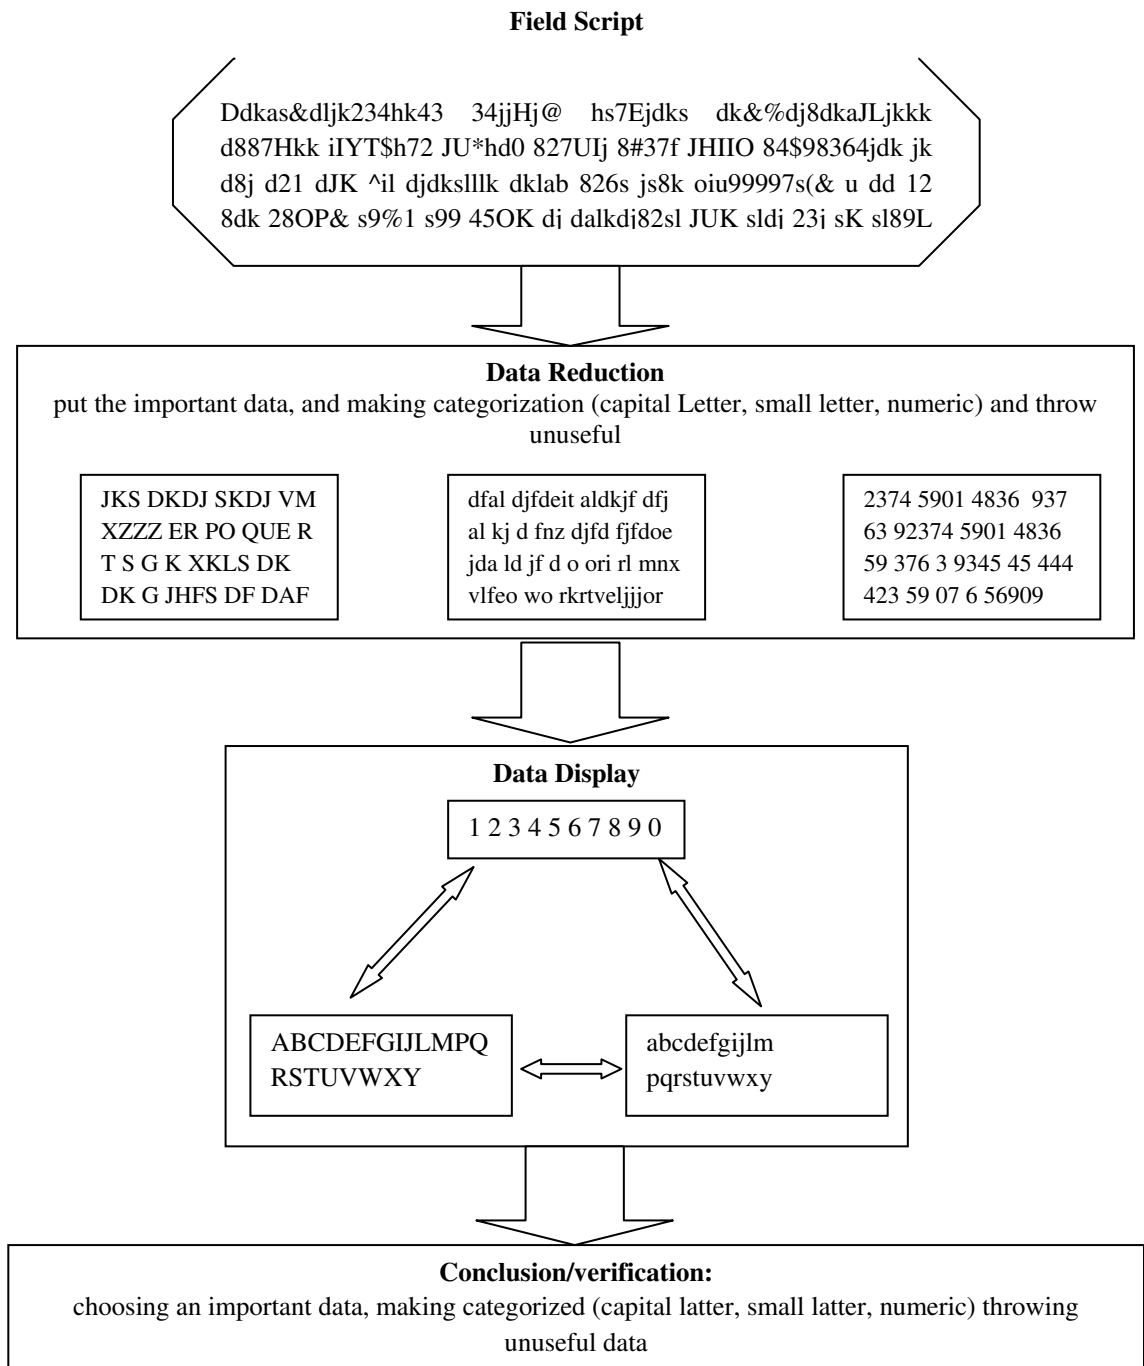 Field Script
Ddkas&dljk234hk43 34jjHj@ hs7Ejdks dk&%dj8dkaJLjkkk
d887Hkk iIYT$h72 JU*hd0 827UIj 8#37f JHIIO 84$98364jdk jk
d8j d21 dJK ^il djdkslllk dklab 826s js8k oiu99997s(& u dd 12
8dk 28OP& s9%1 s99 45OK dj dalkdj82sl JUK sldj 23j sK sl89L
Data Reduction
put the important data, and making categorization (capital Letter, small letter, numeric) and throw
unuseful
JKS DKDJ SKDJ VM
XZZZ ER PO QUE R
T S G K XKLS DK
DK G JHFS DF DAF
dfal djfdeit aldkjf dfj
al kj d fnz djfd fjfdoe
jda ld jf d o ori rl mnx
vlfeo wo rkrtveljjjor
2374 5901 4836 937
63 92374 5901 4836
59 376 3 9345 45 444
423 59 07 6 56909
Data Display
1 2 3 4 5 6 7 8 9 0
ABCDEFGIJLMPQ
RSTUVWXY
abcdefgijlm
pqrstuvwxy
Conclusion/verification:
choosing an important data, making categorized (capital latter, small latter, numeric) throwing
unuseful data